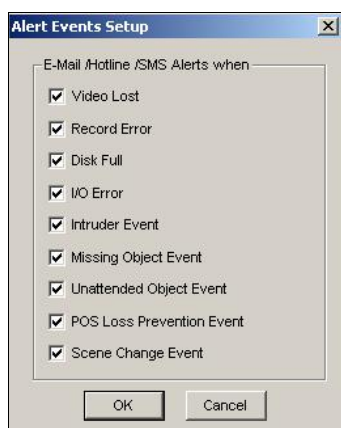 Alert Events Setup
E-Mail /Hotline /SMS Alerts when
Video Lost
Record Error
Disk Full
I/O Error
Intruder Event
Missing Object Event
Unattended Object Event
POS Loss Prevention Event
Scene Change Event
OK Cancel